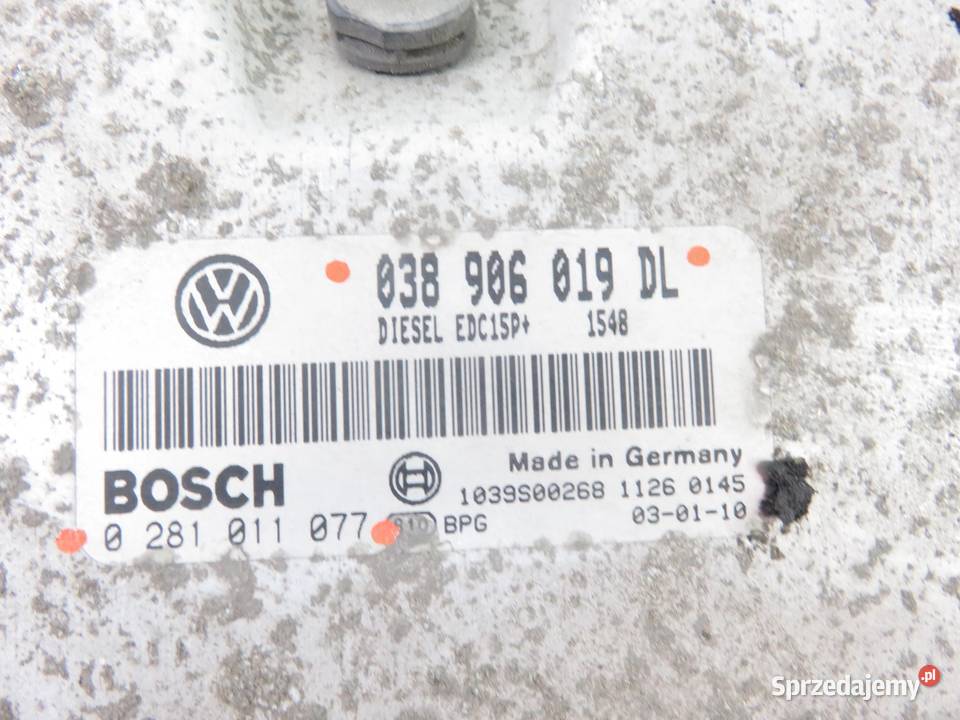 038 906 019 DL
DIESEL EDC15P+ 1548
BOSCH
Made in Germany
1039S00268 1126 0145
0 281 011 077 BPG 03-01-10
Sprzedajemy.pl